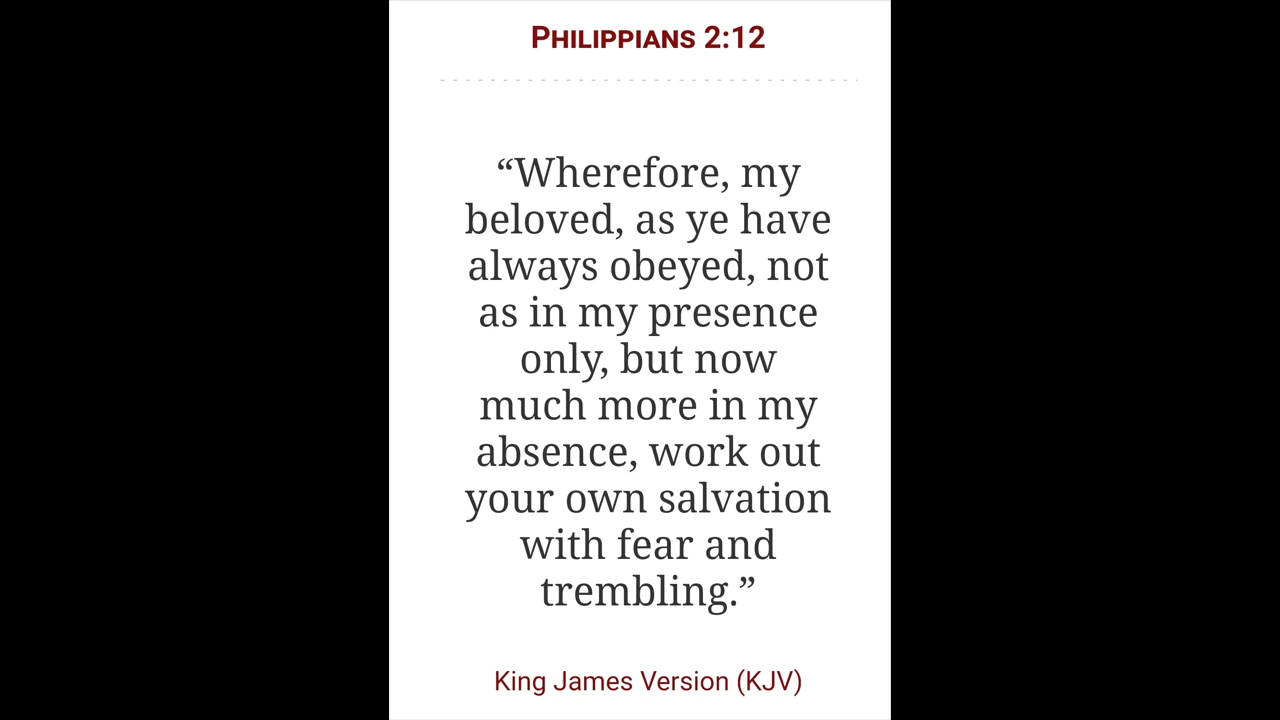 Philippians 2:12
“Wherefore, my
beloved, as ye have
always obeyed, not
as in my presence
only, but now
much more in my
absence, work out
your own salvation
with fear and
trembling.”
King James Version (KJV)